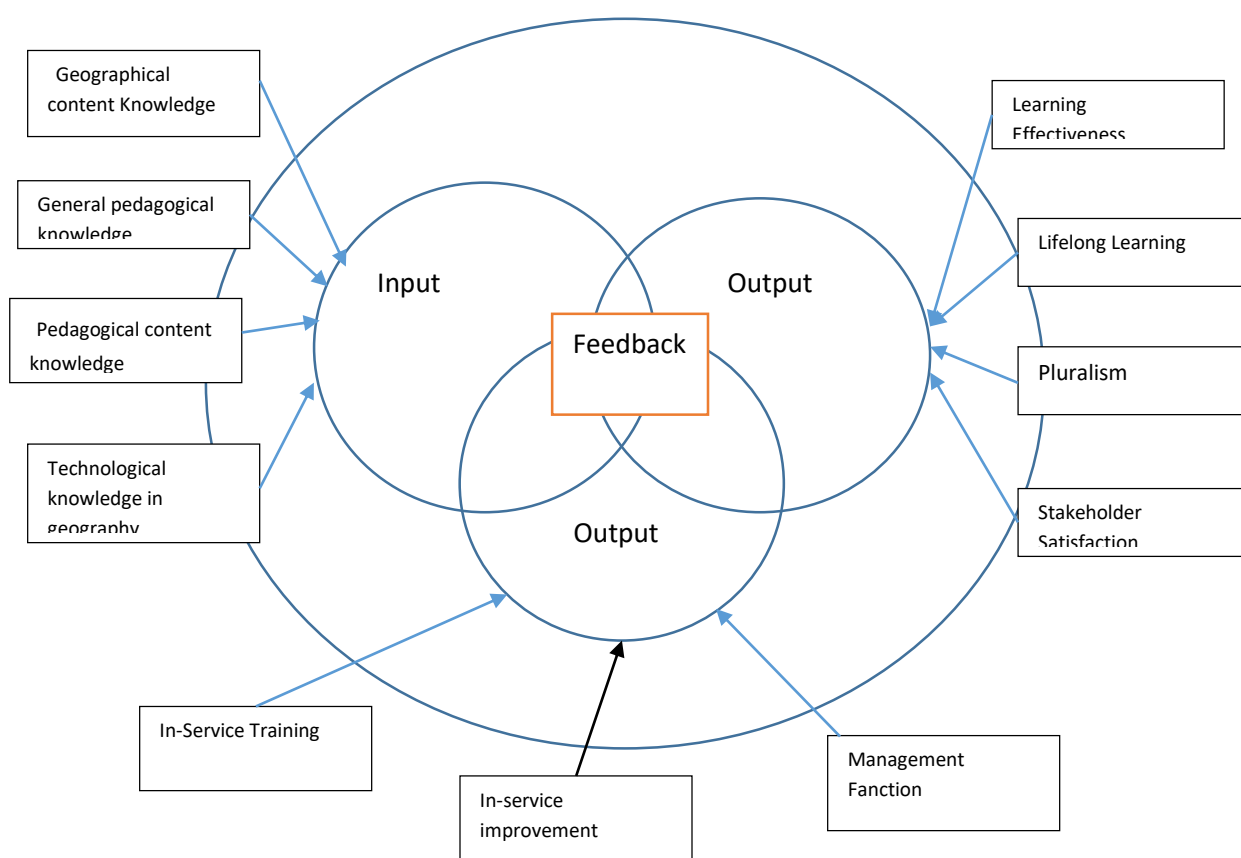 Geographical
content Knowledge
General pedagogical
knowledge
Pedagogical content
knowledge
Technological
knowledge in
geography
Input
Output
Feedback
Output
Learning
Effectiveness
Lifelong Learning
Pluralism
Stakeholder
Satisfaction
In-Service Training
In-service
improvement
Management
Fanction